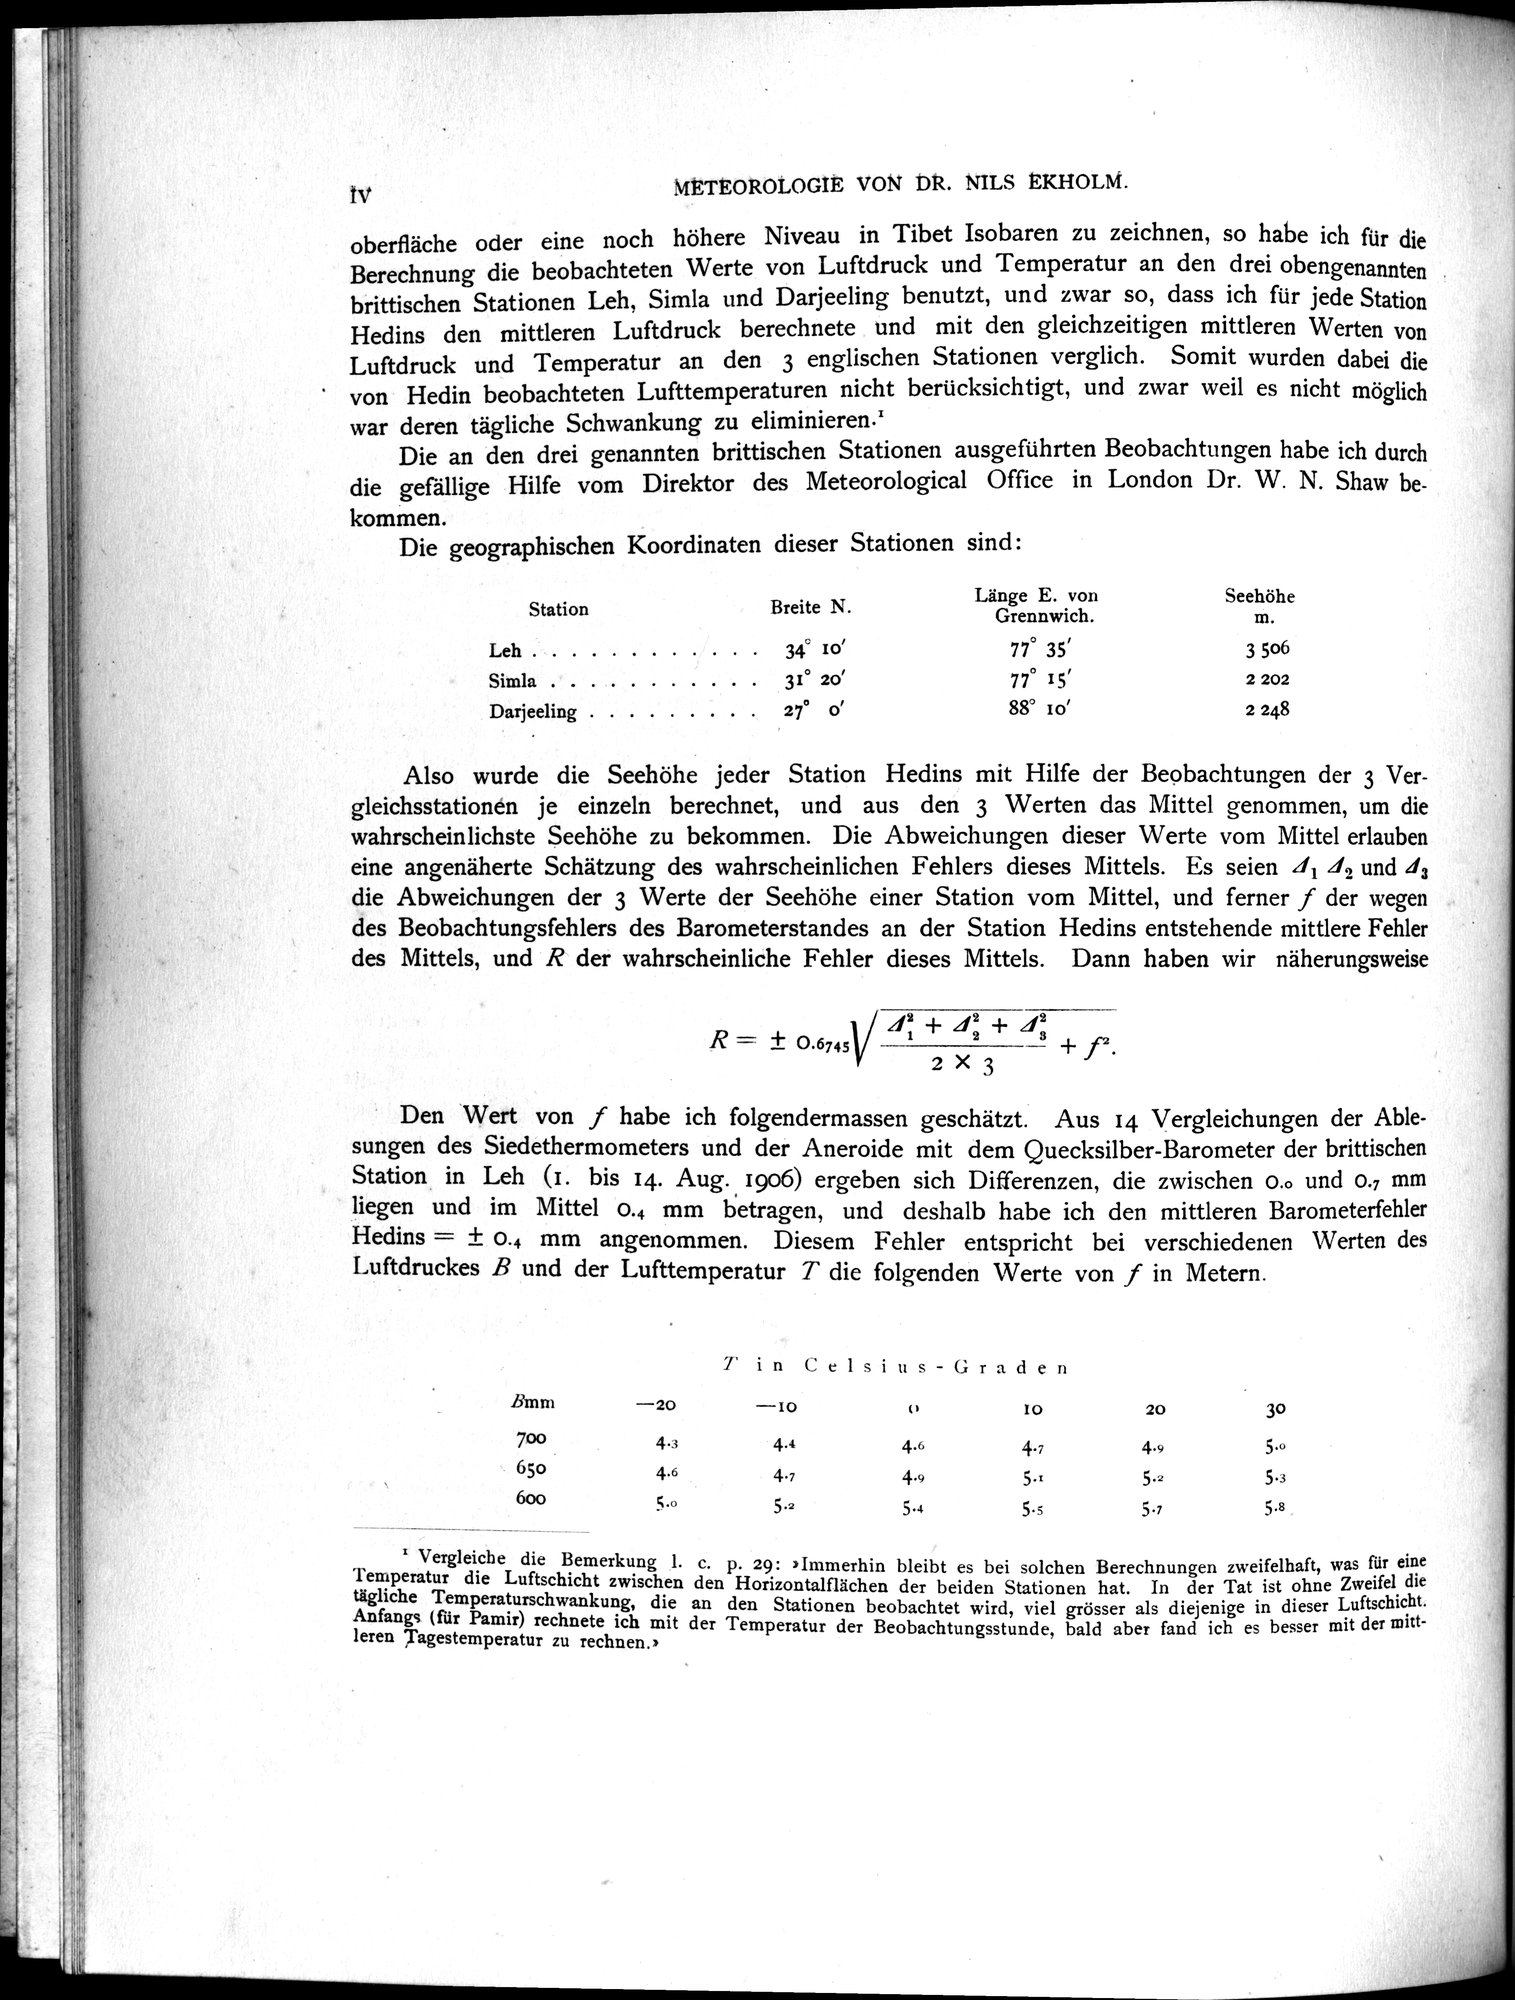 IV METEOROLOGIE VON DR. NILS EKHOLM.
oberfläche oder eine noch höhere Niveau in Tibet Isobaren zu zeichnen, so habe ich für die
Berechnung die beobachteten Werte von Luftdruck und Temperatur an den drei obengenannten
brittischen Stationen Leh, Simla und Darjeeling benutzt, und zwar so, dass ich für jede Station
Hedins den mittleren Luftdruck berechnete und mit den gleichzeitigen mittleren Werten von
Luftdruck und Temperatur an den 3 englischen Stationen verglich. Somit wurden dabei die
von Hedin beobachteten Lufttemperaturen nicht berücksichtigt, und zwar weil es nicht möglich
war deren tägliche Schwankung zu eliminieren.¹
Die an den drei genannten brittischen Stationen ausgeführten Beobachtungen habe ich durch
die gefällige Hilfe vom Direktor des Meteorological Office in London Dr. W. N. Shaw be-
kommen.
Die geographischen Koordinaten dieser Stationen sind:
Station Breite N. Länge E. von Grennwich. Seehöhe m.
Leh . . . . . . . . . . . . 34° 10′ 77° 35′ 3 506
Simla . . . . . . . . . . . 31° 20′ 77° 15′ 2 202
Darjeeling . . . . . . . . . 27° 0′ 88° 10′ 2 248
Also wurde die Seehöhe jeder Station Hedins mit Hilfe der Beobachtungen der 3 Ver-
gleichsstationen je einzeln berechnet, und aus den 3 Werten das Mittel genommen, um die
wahrscheinlichste Seehöhe zu bekommen. Die Abweichungen dieser Werte vom Mittel erlauben
eine angenäherte Schätzung des wahrscheinlichen Fehlers dieses Mittels. Es seien Δ₁ Δ₂ und Δ₃
die Abweichungen der 3 Werte der Seehöhe einer Station vom Mittel, und ferner f der wegen
des Beobachtungsfehlers des Barometerstandes an der Station Hedins entstehende mittlere Fehler
des Mittels, und R der wahrscheinliche Fehler dieses Mittels. Dann haben wir näherungsweise
R = ± 0.6745 √((Δ₁² + Δ₂² + Δ₃²)/(2 × 3) + f²).
Den Wert von f habe ich folgendermassen geschätzt. Aus 14 Vergleichungen der Able-
sungen des Siedethermometers und der Aneroide mit dem Quecksilber-Barometer der brittischen
Station in Leh (1. bis 14. Aug. 1906) ergeben sich Differenzen, die zwischen 0.0 und 0.7 mm
liegen und im Mittel 0.4 mm betragen, und deshalb habe ich den mittleren Barometerfehler
Hedins = ± 0.4 mm angenommen. Diesem Fehler entspricht bei verschiedenen Werten des
Luftdruckes B und der Lufttemperatur T die folgenden Werte von f in Metern.
T in Celsius-Graden
Bmm —20 —10 0 10 20 30
700 4.3 4.4 4.6 4.7 4.9 5.0
650 4.6 4.7 4.9 5.1 5.2 5.3
600 5.0 5.2 5.4 5.5 5.7 5.8
¹ Vergleiche die Bemerkung l. c. p. 29: »Immerhin bleibt es bei solchen Berechnungen zweifelhaft, was für eine
Temperatur die Luftschicht zwischen den Horizontalflächen der beiden Stationen hat. In der Tat ist ohne Zweifel die
tägliche Temperaturschwankung, die an den Stationen beobachtet wird, viel grösser als diejenige in dieser Luftschicht.
Anfangs (für Pamir) rechnete ich mit der Temperatur der Beobachtungsstunde, bald aber fand ich es besser mit der mitt-
leren Tagestemperatur zu rechnen.»